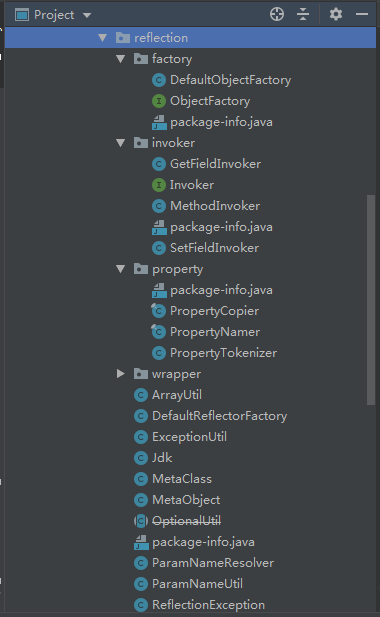 Project
reflection
factory
DefaultObjectFactory
ObjectFactory
package-info.java
invoker
GetFieldInvoker
Invoker
MethodInvoker
package-info.java
SetFieldInvoker
property
package-info.java
PropertyCopier
PropertyNamer
PropertyTokenizer
wrapper
ArrayUtil
DefaultReflectorFactory
ExceptionUtil
Jdk
MetaClass
MetaObject
OptionalUtil
package-info.java
ParamNameResolver
ParamNameUtil
ReflectionException